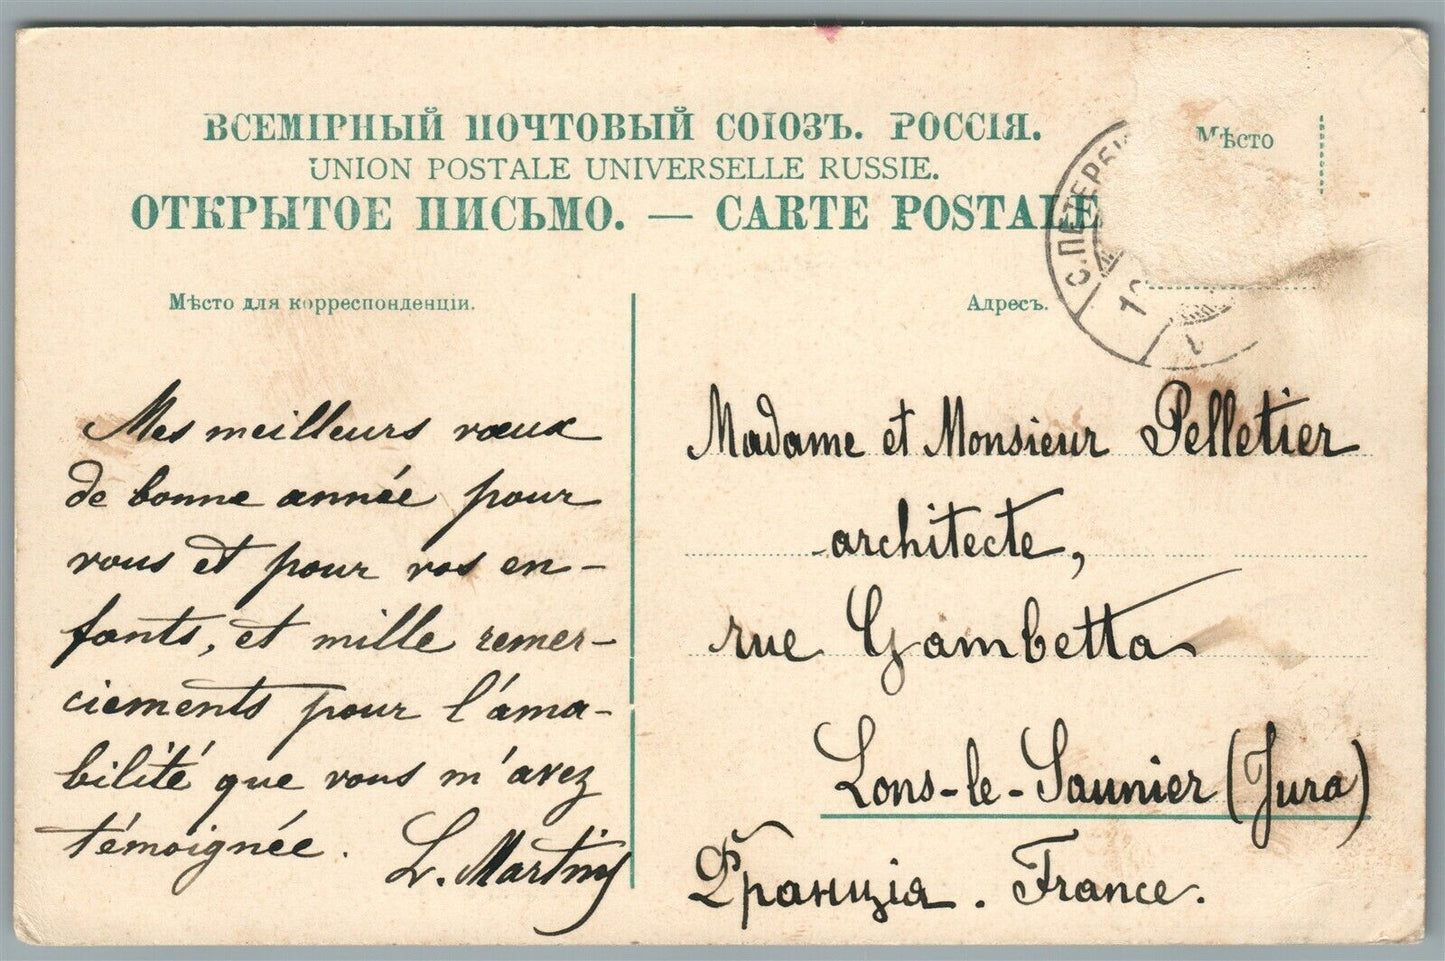 ВСЕМІРНЫЙ ПОЧТОВЫЙ СОЮЗЪ. РОССІЯ.
UNION POSTALE UNIVERSELLE RUSSIE.
ОТКРЫТОЕ ПИСЬМО. — CARTE POSTALE
Мѣсто
С.ПЕТЕРБ
Мѣсто для корреспонденціи.
Адресъ.
Mes meilleurs vœux
de bonne année pour
vous et pour vos en-
fants, et mille remer-
ciements pour l'ama-
bilité que vous m'avez
témoignée.
L. Martin
Madame et Monsieur Pelletier
architecte,
rue Gambetta
Lons-le-Saunier (Jura)
Франція. France.